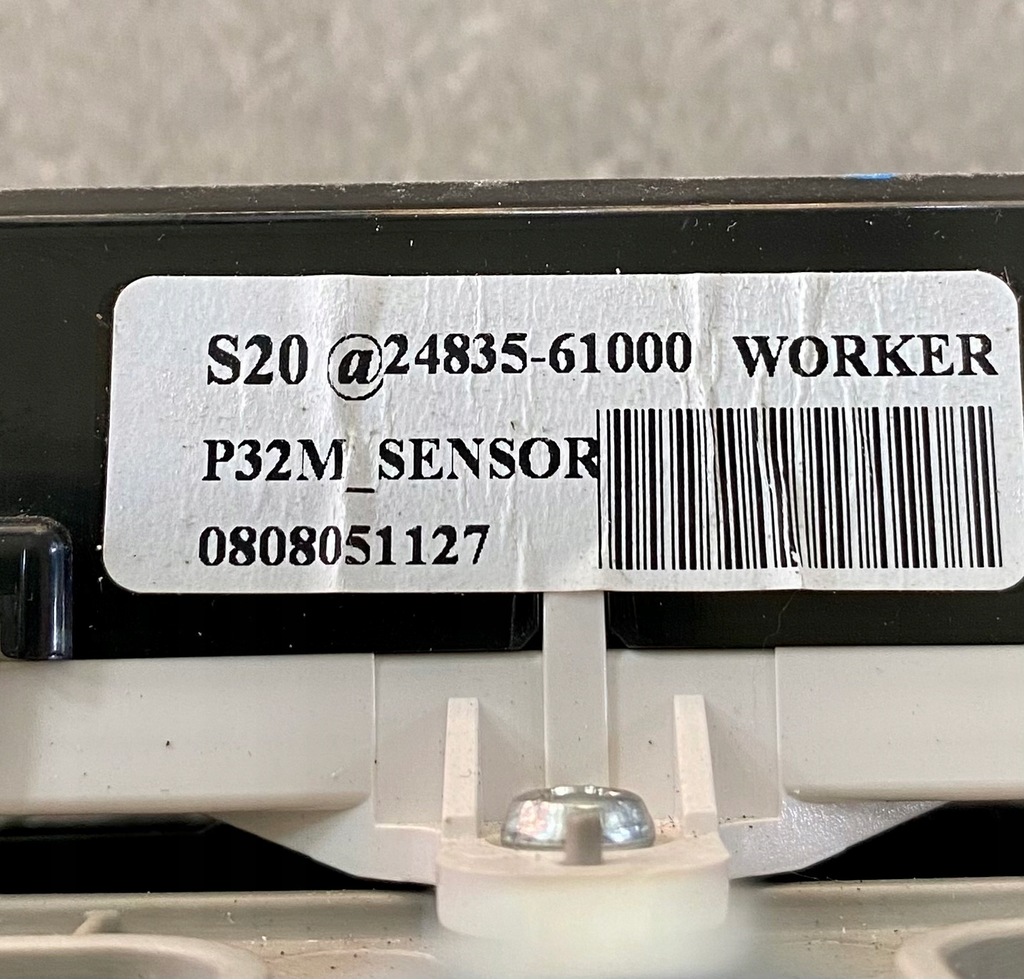 S20 @24835-61000 WORKER
P32M_SENSOR
0808051127